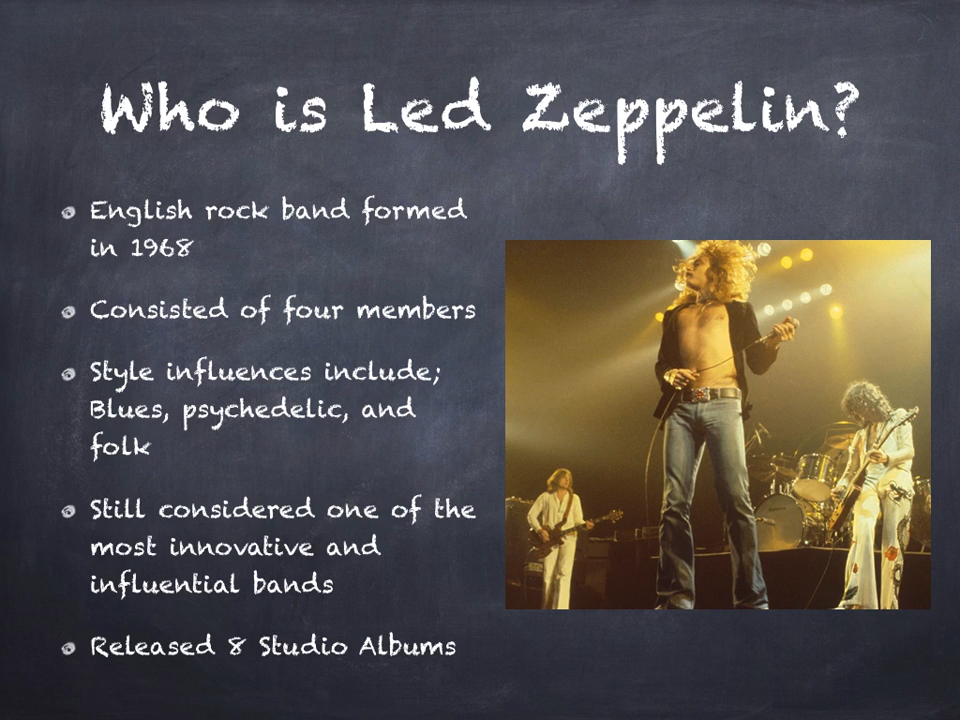 Who is Led Zeppelin?
English rock band formed
in 1968
Consisted of four members
Style influences include;
Blues, psychedelic, and
folk
Still considered one of the
most innovative and
influential bands
Released 8 Studio Albums